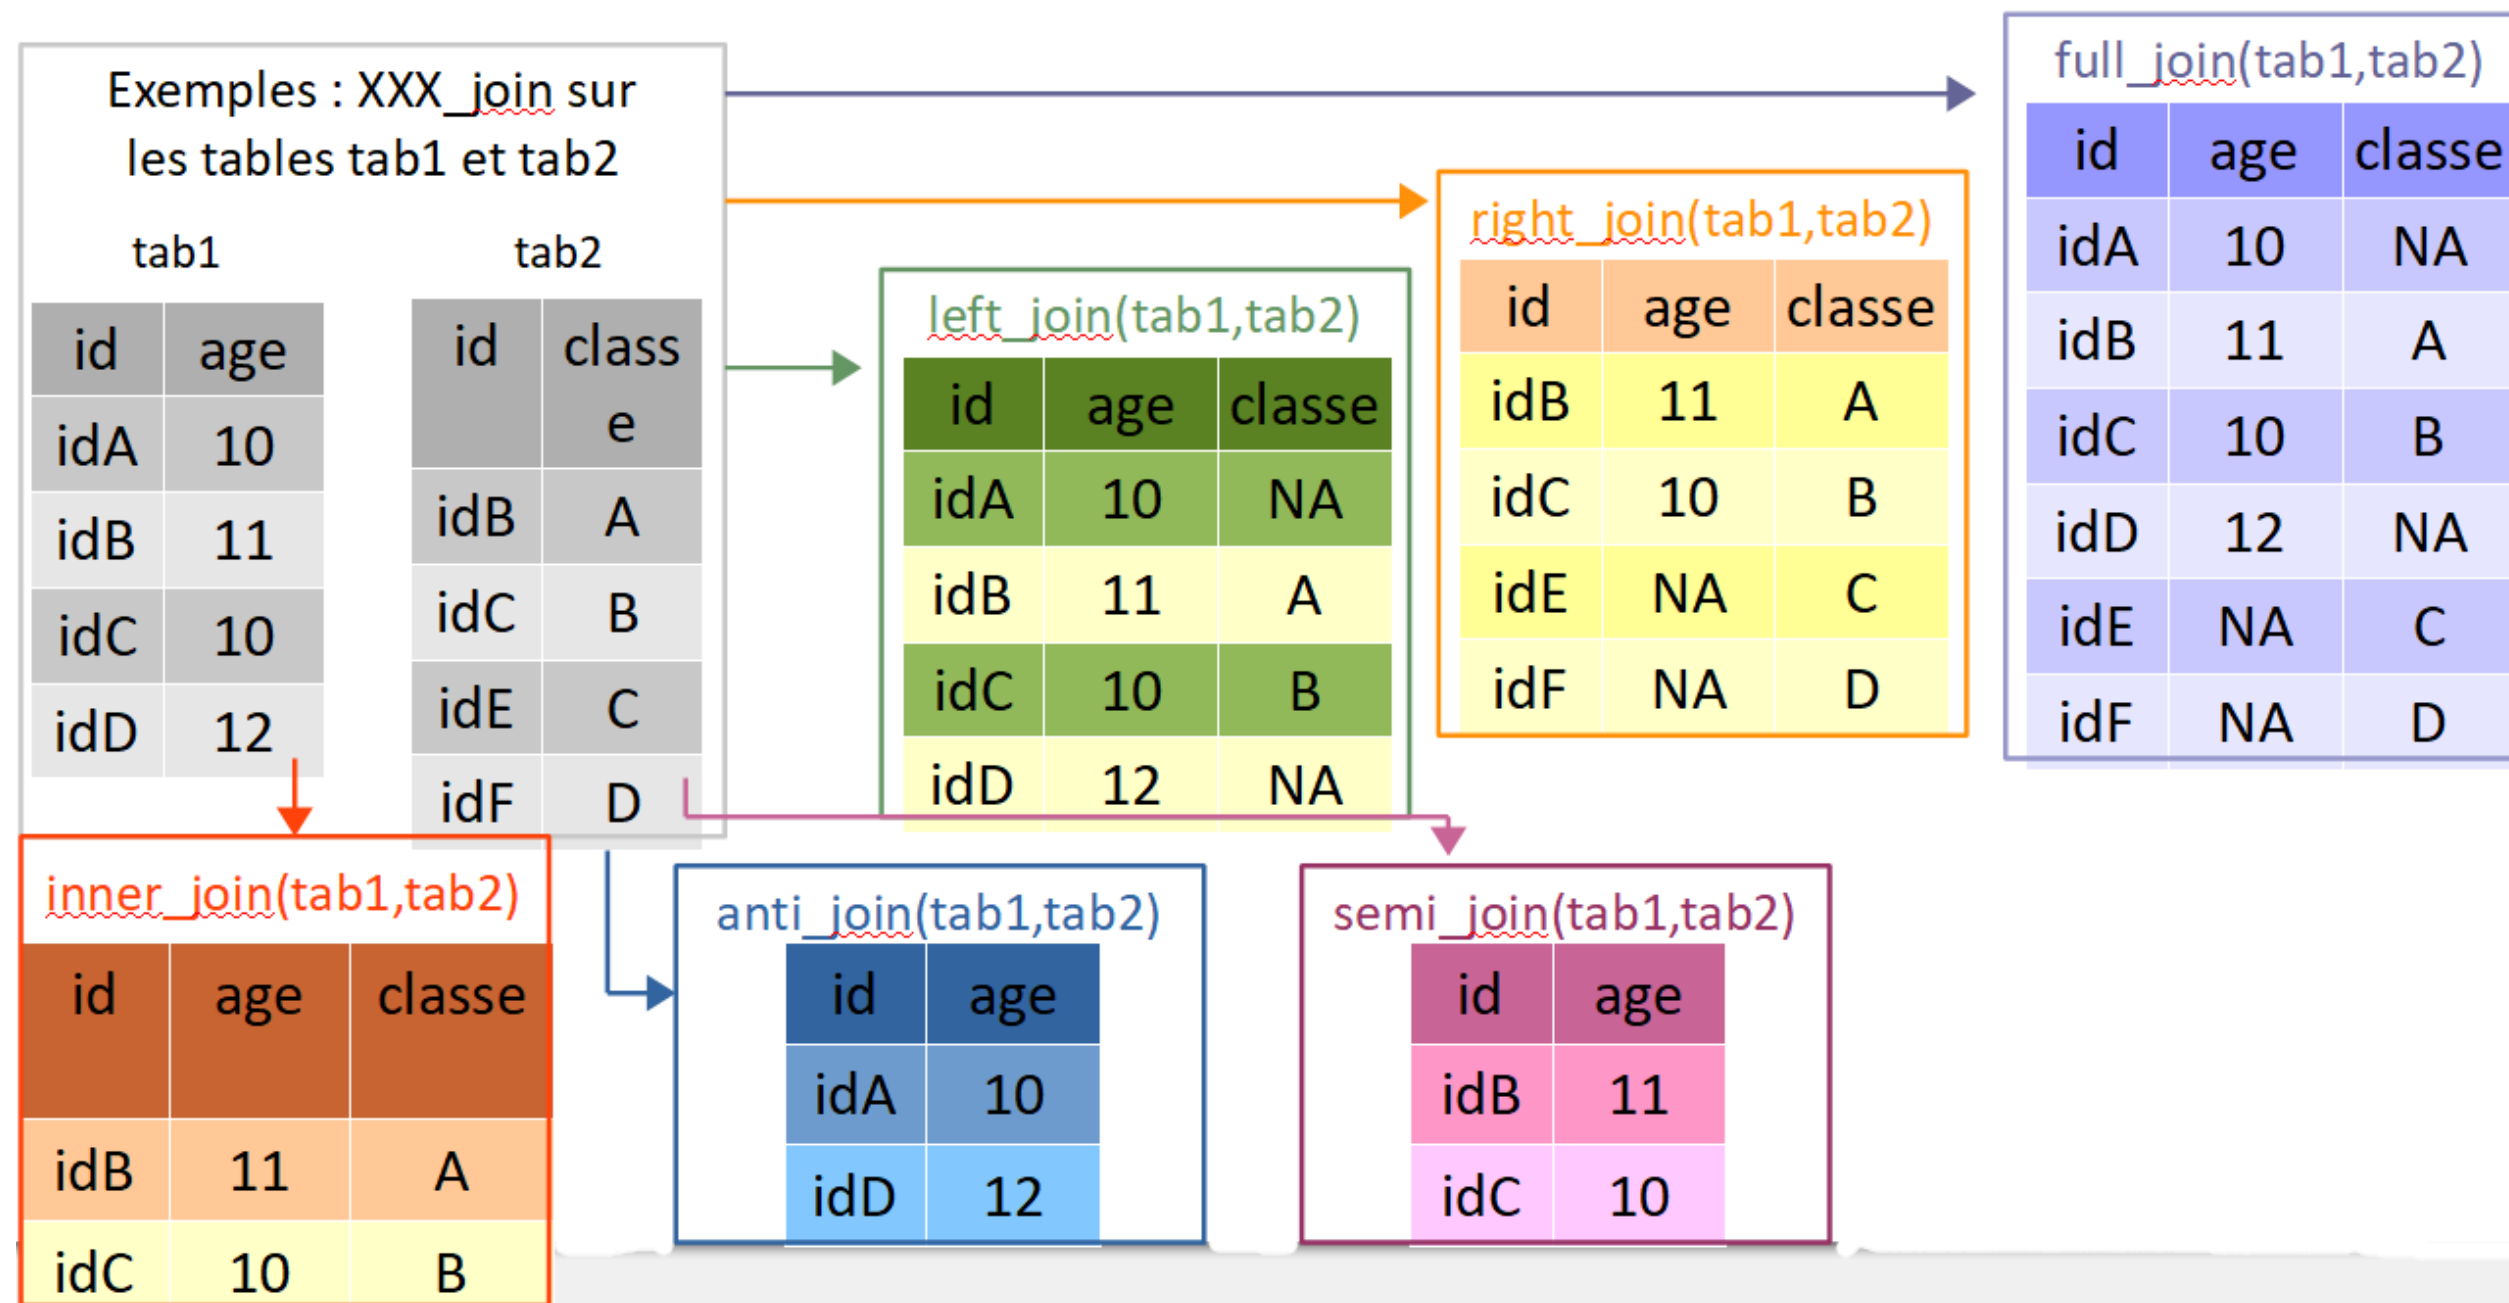 Exemples : XXX_join sur
les tables tab1 et tab2
tab1
id age
idA 10
idB 11
idC 10
idD 12
tab2
id class
e
idB A
idC B
idE C
idF D
left_join(tab1,tab2)
id age classe
idA 10 NA
idB 11 A
idC 10 B
idD 12 NA
right_join(tab1,tab2)
id age classe
idB 11 A
idC 10 B
idE NA C
idF NA D
full_join(tab1,tab2)
id age classe
idA 10 NA
idB 11 A
idC 10 B
idD 12 NA
idE NA C
idF NA D
inner_join(tab1,tab2)
id age classe
idB 11 A
idC 10 B
anti_join(tab1,tab2)
id age
idA 10
idD 12
semi_join(tab1,tab2)
id age
idB 11
idC 10